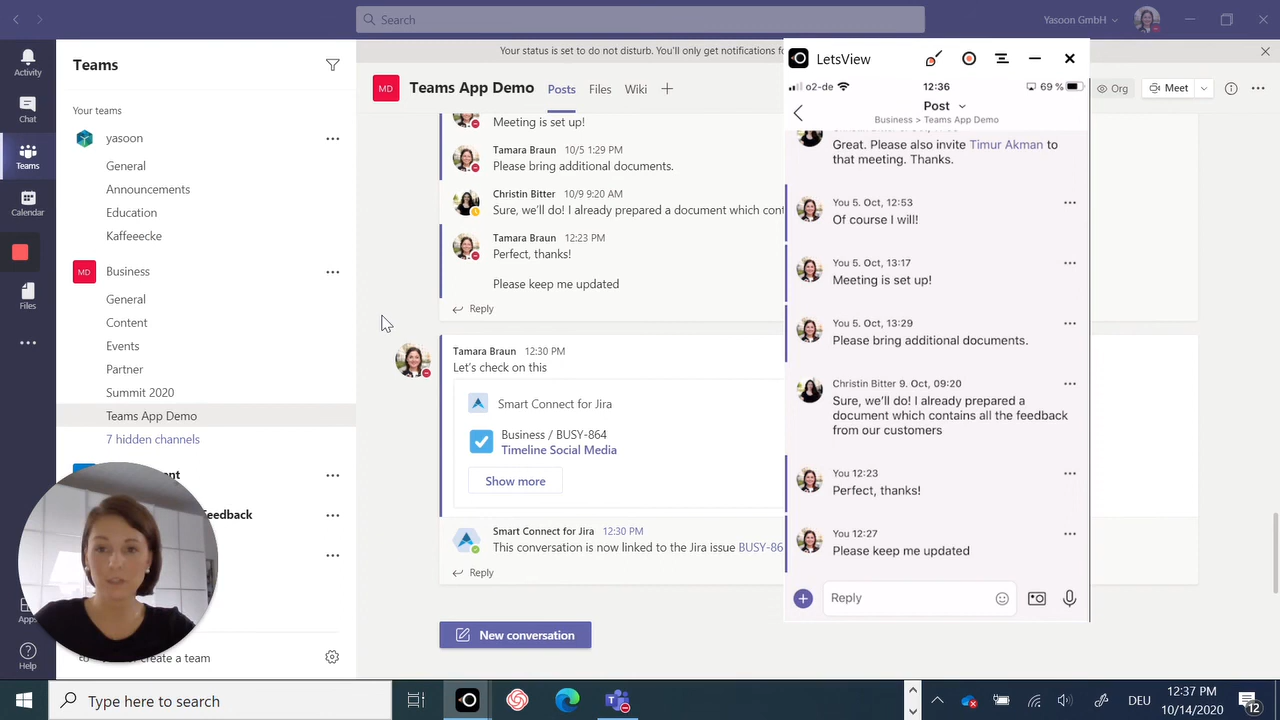 Search
Yasoon GmbH
Your status is set to do not disturb. You'll only get notifications fo
Activity
Chat
Teams
Calendar
Files
Apps
Help
Teams
Your teams
yasoon
General
Announcements
Education
Kaffeeecke
MD
Business
General
Content
Events
Partner
Summit 2020
Teams App Demo
7 hidden channels
Feedback
create a team
MD
Teams App Demo
Posts
Files
Wiki
Org
Meet
Meeting is set up!
Tamara Braun 10/5 1:29 PM
Please bring additional documents.
Christin Bitter 10/9 9:20 AM
Sure, we'll do! I already prepared a document which cont
Tamara Braun 12:23 PM
Perfect, thanks!
Please keep me updated
Reply
Tamara Braun 12:30 PM
Let's check on this
Smart Connect for Jira
Business / BUSY-864
Timeline Social Media
Show more
Smart Connect for Jira 12:30 PM
This conversation is now linked to the Jira issue BUSY-86
Reply
New conversation
LetsView
o2-de
12:36
69 %
Post
Business > Teams App Demo
Great. Please also invite Timur Akman to
that meeting. Thanks.
You 5. Oct, 12:53
Of course I will!
You 5. Oct, 13:17
Meeting is set up!
You 5. Oct, 13:29
Please bring additional documents.
Christin Bitter 9. Oct, 09:20
Sure, we'll do! I already prepared a
document which contains all the feedback
from our customers
You 12:23
Perfect, thanks!
You 12:27
Please keep me updated
Reply
Type here to search
DEU
12:37 PM
10/14/2020
12